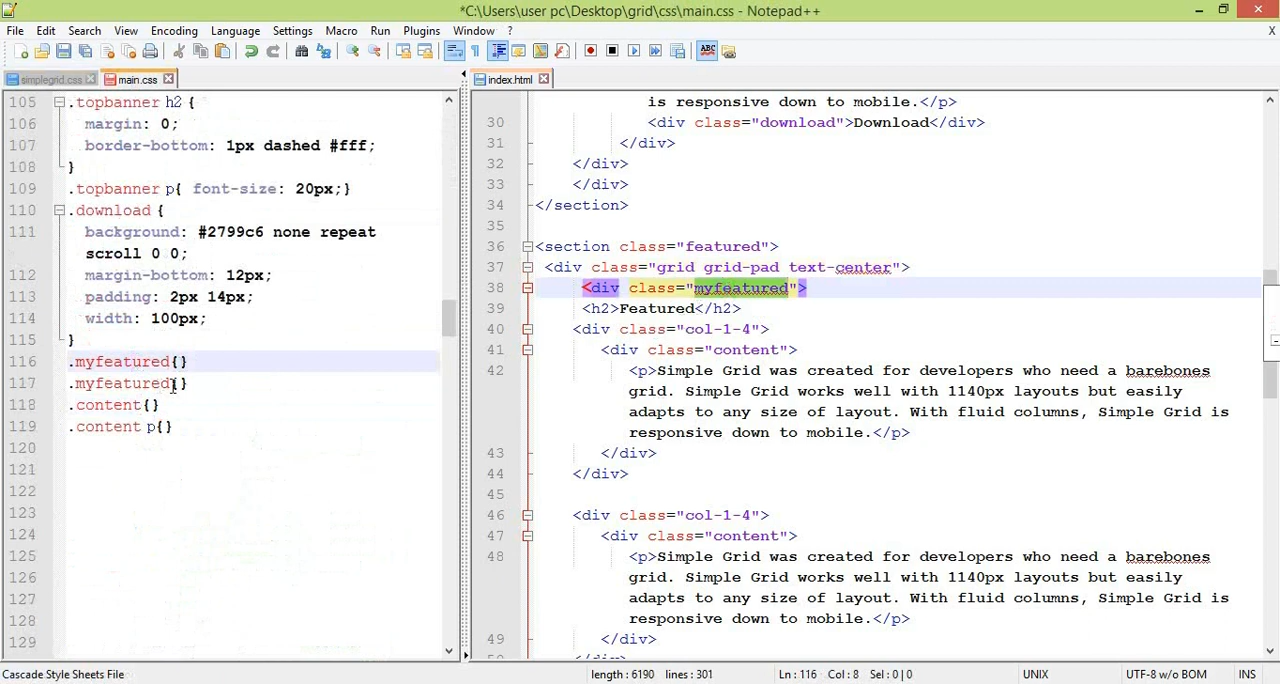 *C:\Users\user pc\Desktop\grid\css\main.css - Notepad++
File Edit Search View Encoding Language Settings Macro Run Plugins Window ? X
simplegrid.css main.css index.html
105 .topbanner h2 {
106 margin: 0;
107 border-bottom: 1px dashed #fff;
108 }
109 .topbanner p{ font-size: 20px;}
110 .download {
111 background: #2799c6 none repeat
scroll 0 0;
112 margin-bottom: 12px;
113 padding: 2px 14px;
114 width: 100px;
115 }
116 .myfeatured{}
117 .myfeatured{}
118 .content{}
119 .content p{}
120
121
122
123
124
125
126
127
128
129
is responsive down to mobile.</p>
30 <div class="download">Download</div>
31 </div>
32 </div>
33 </div>
34 </section>
35
36 <section class="featured">
37 <div class="grid grid-pad text-center">
38 <div class="myfeatured">
39 <h2>Featured</h2>
40 <div class="col-1-4">
41 <div class="content">
42 <p>Simple Grid was created for developers who need a barebones
grid. Simple Grid works well with 1140px layouts but easily
adapts to any size of layout. With fluid columns, Simple Grid is
responsive down to mobile.</p>
43 </div>
44 </div>
45
46 <div class="col-1-4">
47 <div class="content">
48 <p>Simple Grid was created for developers who need a barebones
grid. Simple Grid works well with 1140px layouts but easily
adapts to any size of layout. With fluid columns, Simple Grid is
responsive down to mobile.</p>
49 </div>
Cascade Style Sheets File length : 6190 lines : 301 Ln : 116 Col : 8 Sel : 0 | 0 UNIX UTF-8 w/o BOM INS